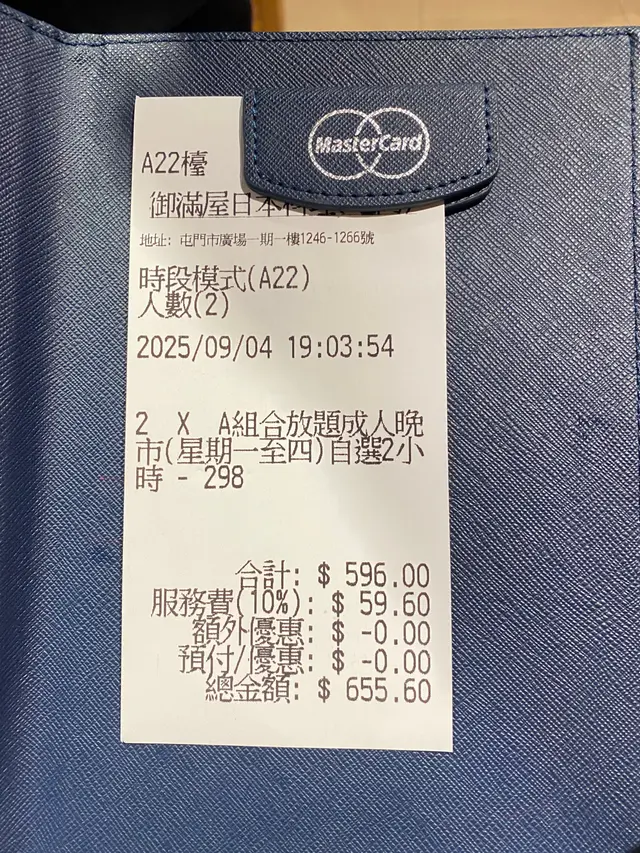 MasterCard
A22檯
御滿屋日本料
地址: 屯門市廣場一期一樓1246-1266號
時段模式(A22)
人數(2)
2025/09/04 19:03:54
2 X A組合放題成人晚
市(星期一至四)自選2小
時 - 298
合計: $ 596.00
服務費(10%): $ 59.60
額外優惠: $ -0.00
預付/優惠: $ -0.00
總金額: $ 655.60